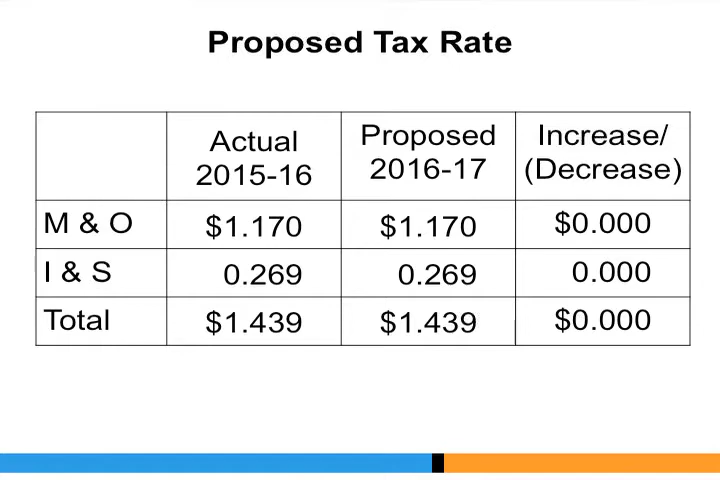 Proposed Tax Rate
Actual 2015-16 Proposed 2016-17 Increase/ (Decrease)
M & O $1.170 $1.170 $0.000
I & S 0.269 0.269 0.000
Total $1.439 $1.439 $0.000